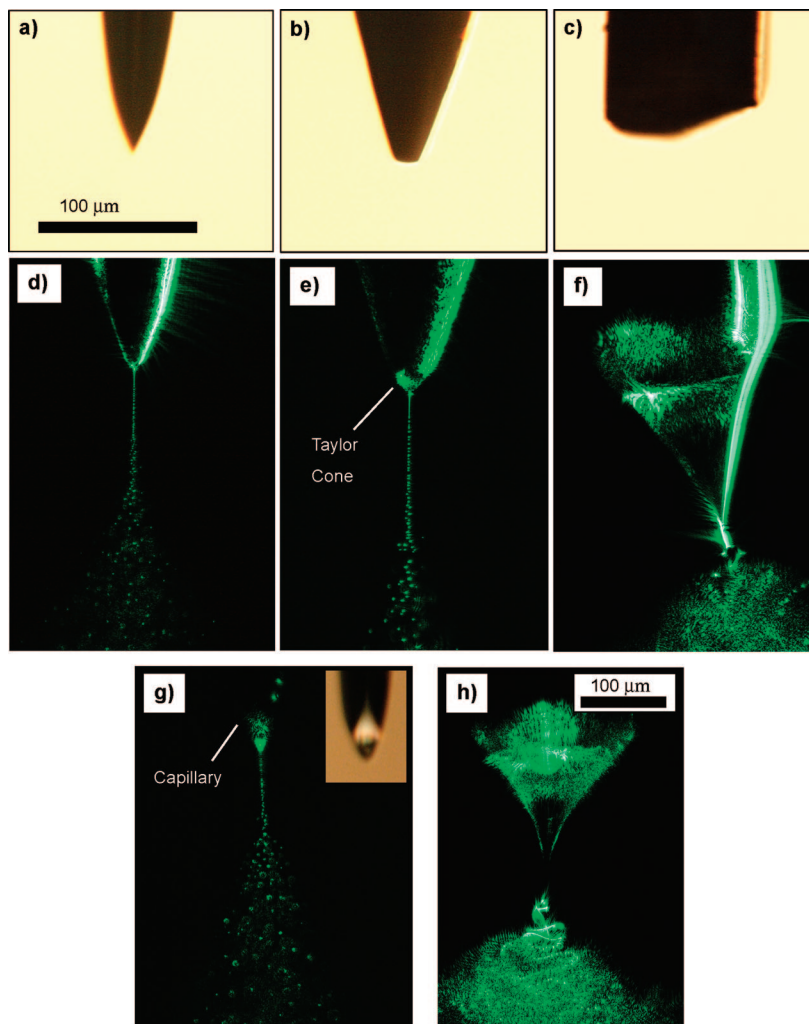 a)
b)
c)
100 μm
d)
e)
f)
Taylor
Cone
g)
h)
100 μm
Capillary